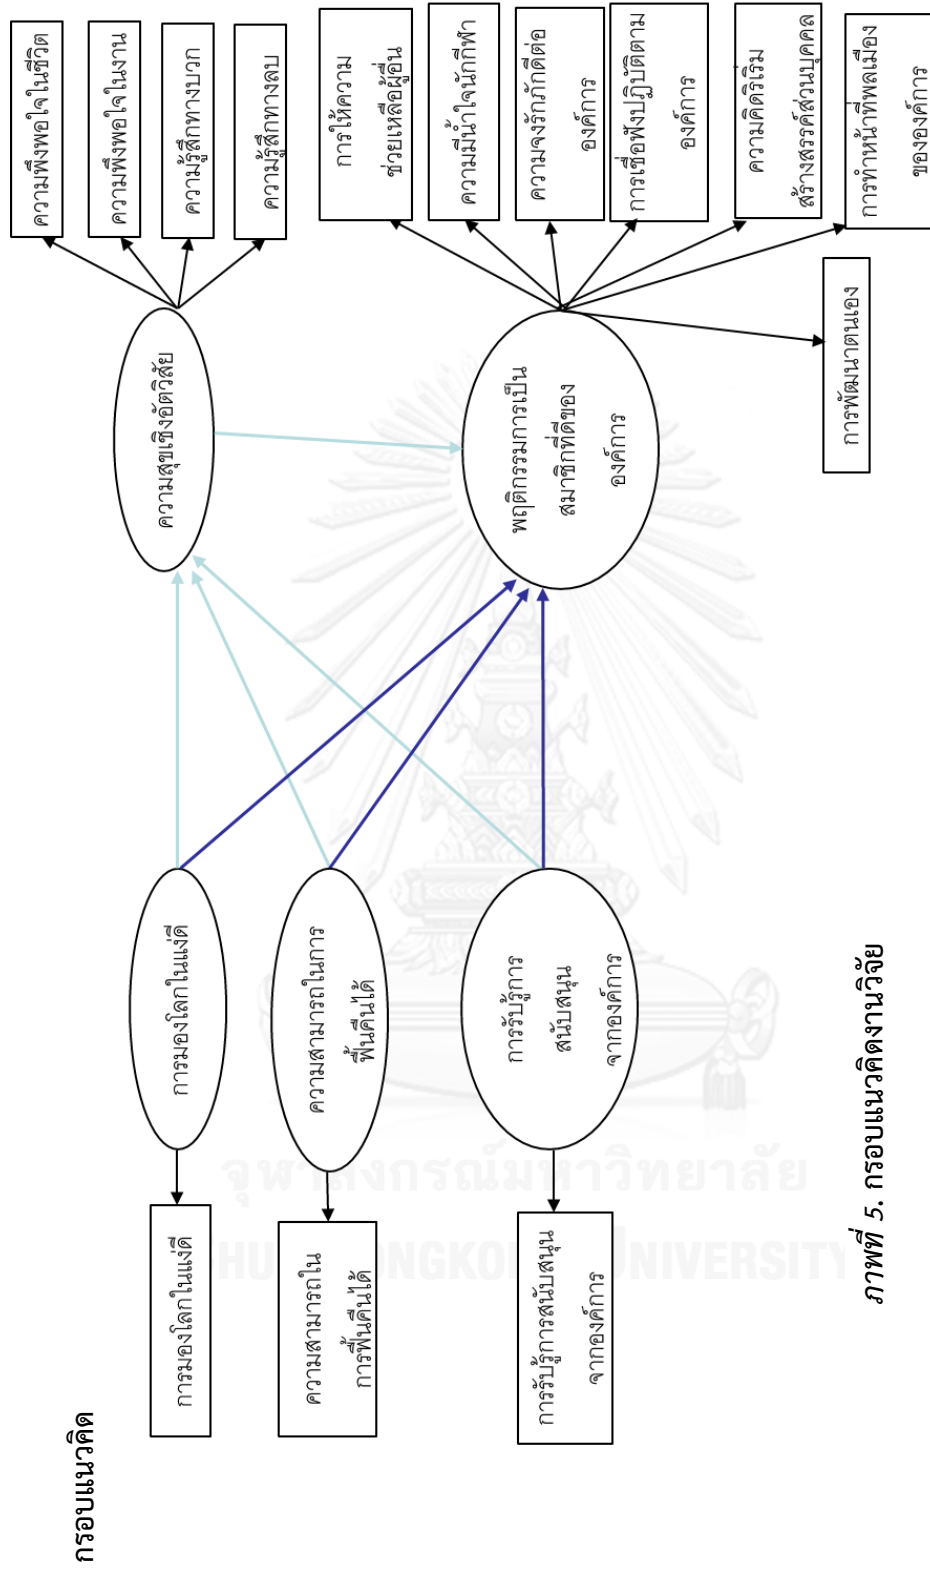 กรอบแนวคิด
การมองโลกในแง่ดี
ความสามารถใน
การฟื้นคืนได้
การรับรู้การสนับสนุน
จากองค์การ
การมองโลกในแง่ดี
ความสามารถในการ
ฟื้นคืนได้
การรับรู้การ
สนับสนุน
จากองค์การ
ความสุขเชิงอัตวิสัย
พฤติกรรมการเป็น
สมาชิกที่ดีของ
องค์การ
ความพึงพอใจในชีวิต
ความพึงพอใจในงาน
ความรู้สึกทางบวก
ความรู้สึกทางลบ
การให้ความ
ช่วยเหลือผู้อื่น
ความมีน้ำใจนักกีฬา
ความจงรักภักดีต่อ
องค์การ
การเชื่อฟังปฏิบัติตาม
องค์การ
ความคิดริเริ่ม
สร้างสรรค์ส่วนบุคคล
การทำหน้าที่พลเมือง
ขององค์การ
การพัฒนาตนเอง
ภาพที่ 5. กรอบแนวคิดงานวิจัย
จุฬาลงกรณ์มหาวิทยาลัย
UNIVERSITY